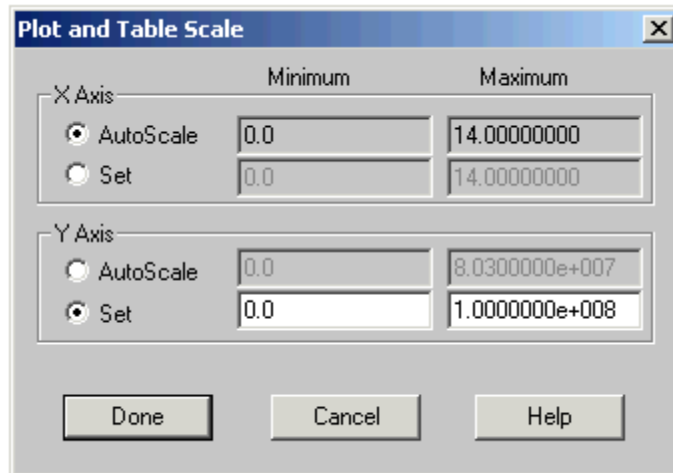 Plot and Table Scale
Minimum Maximum
X Axis
AutoScale 0.0 14.00000000
Set 0.0 14.00000000
Y Axis
AutoScale 0.0 8.0300000e+007
Set 0.0 1.0000000e+008
Done Cancel Help